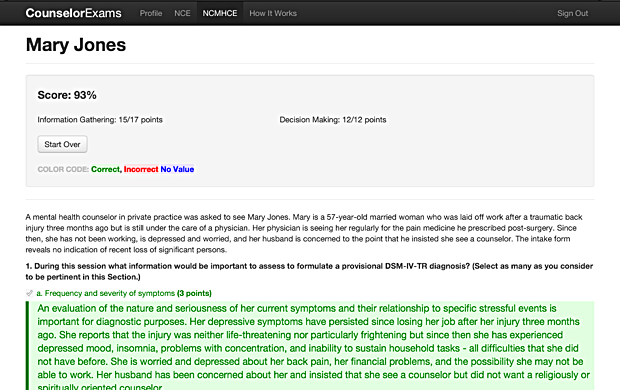 CounselorExams Profile NCE NCMHCE How It Works Sign Out
Mary Jones
Score: 93%
Information Gathering: 15/17 points Decision Making: 12/12 points
Start Over
COLOR CODE: Correct, Incorrect No Value
A mental health counselor in private practice was asked to see Mary Jones. Mary is a 57-year-old married woman who was laid off work after a traumatic back
injury three months ago but is still under the care of a physician. Her physician is seeing her regularly for the pain medicine he prescribed post-surgery. Since
then, she has not been working, is depressed and worried, and her husband is concerned to the point that he insisted she see a counselor. The intake form
reveals no indication of recent loss of significant persons.
1. During this session what information would be important to assess to formulate a provisional DSM-IV-TR diagnosis? (Select as many as you consider
to be pertinent in this Section.)
a. Frequency and severity of symptoms (3 points)
An evaluation of the nature and seriousness of her current symptoms and their relationship to specific stressful events is
important for diagnostic purposes. Her depressive symptoms have persisted since losing her job after her injury three months
ago. She reports that the injury was neither life-threatening nor particularly frightening but since then she has experienced
depressed mood, insomnia, problems with concentration, and inability to sustain household tasks - all difficulties that she did
not have before. She is worried and depressed about her back pain, her financial problems, and the possibility she may not be
able to work. Her husband has been concerned about her and insisted that she see a counselor but did not want a religiously or
spiritually oriented counselor.